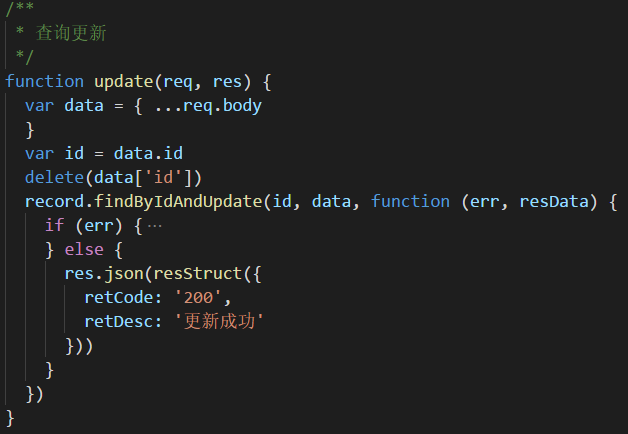 /**
 * 查询更新
 */
function update(req, res) {
  var data = { ...req.body
  }
  var id = data.id
  delete(data['id'])
  record.findByIdAndUpdate(id, data, function (err, resData) {
    if (err) {···
    } else {
      res.json(resStruct({
        retCode: '200',
        retDesc: '更新成功'
      }))
    }
  })
}